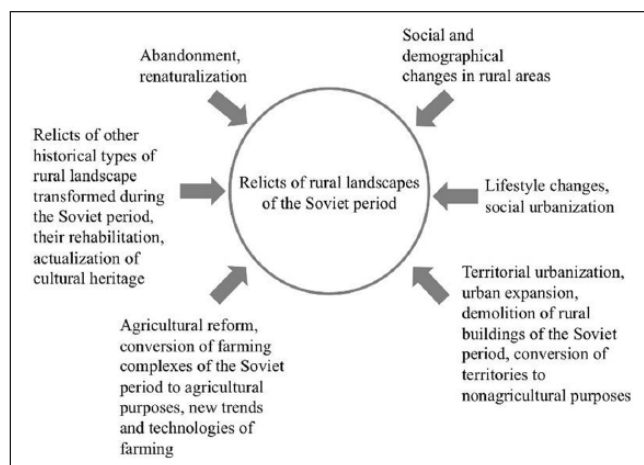 Abandonment,
renaturalization
Social and
demographical
changes in rural areas
Relicts of other
historical types of
rural landscape
transformed during
the Soviet period,
their rehabilitation,
actualization of
cultural heritage
Relicts of rural landscapes
of the Soviet period
Lifestyle changes,
social urbanization
Agricultural reform,
conversion of farming
complexes of the Soviet
period to agricultural
purposes, new trends
and technologies of
farming
Territorial urbanization,
urban expansion,
demolition of rural
buildings of the Soviet
period, conversion of
territories to
nonagricultural purposes